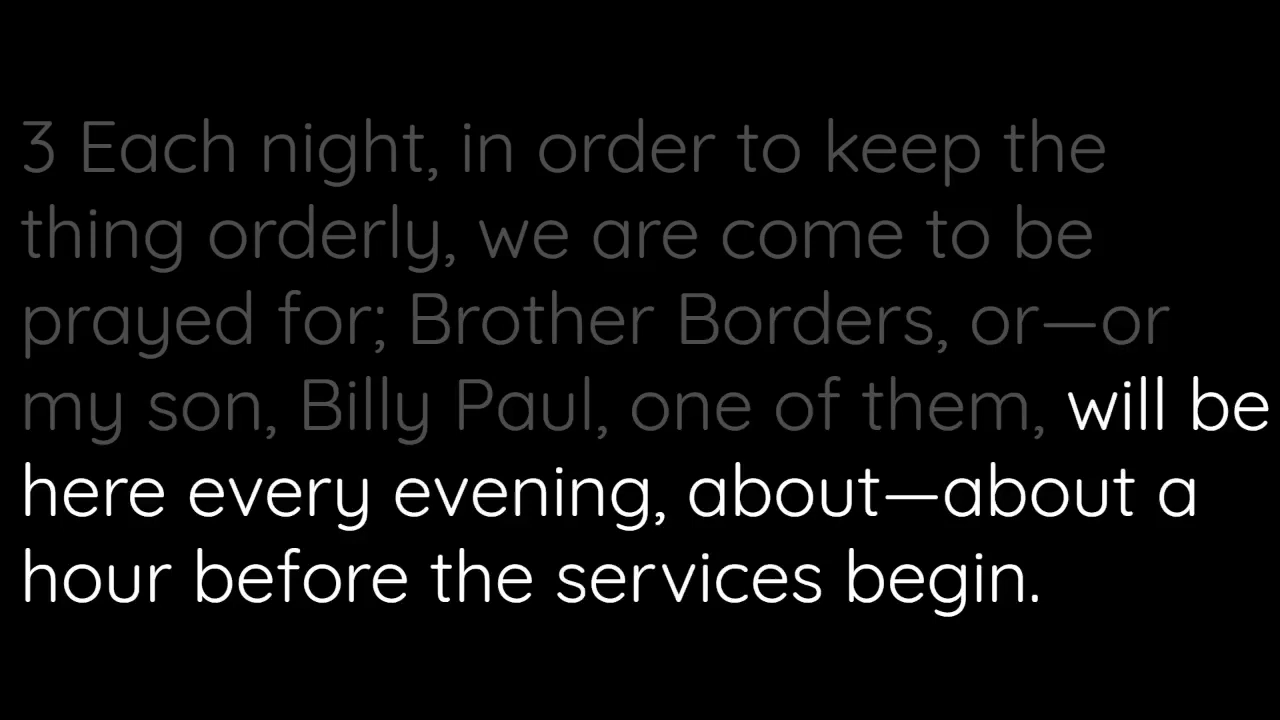 3 Each night, in order to keep the
thing orderly, we are come to be
prayed for; Brother Borders, or—or
my son, Billy Paul, one of them, will be
here every evening, about—about a
hour before the services begin.